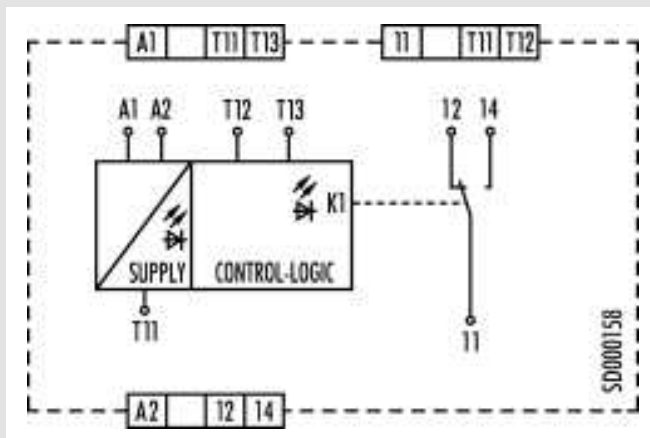 A1 T11 T13 11 T11 T12
A1 A2 T12 T13 12 14
K1
SUPPLY CONTROL-LOGIC
T11 11
SD000158
A2 12 14